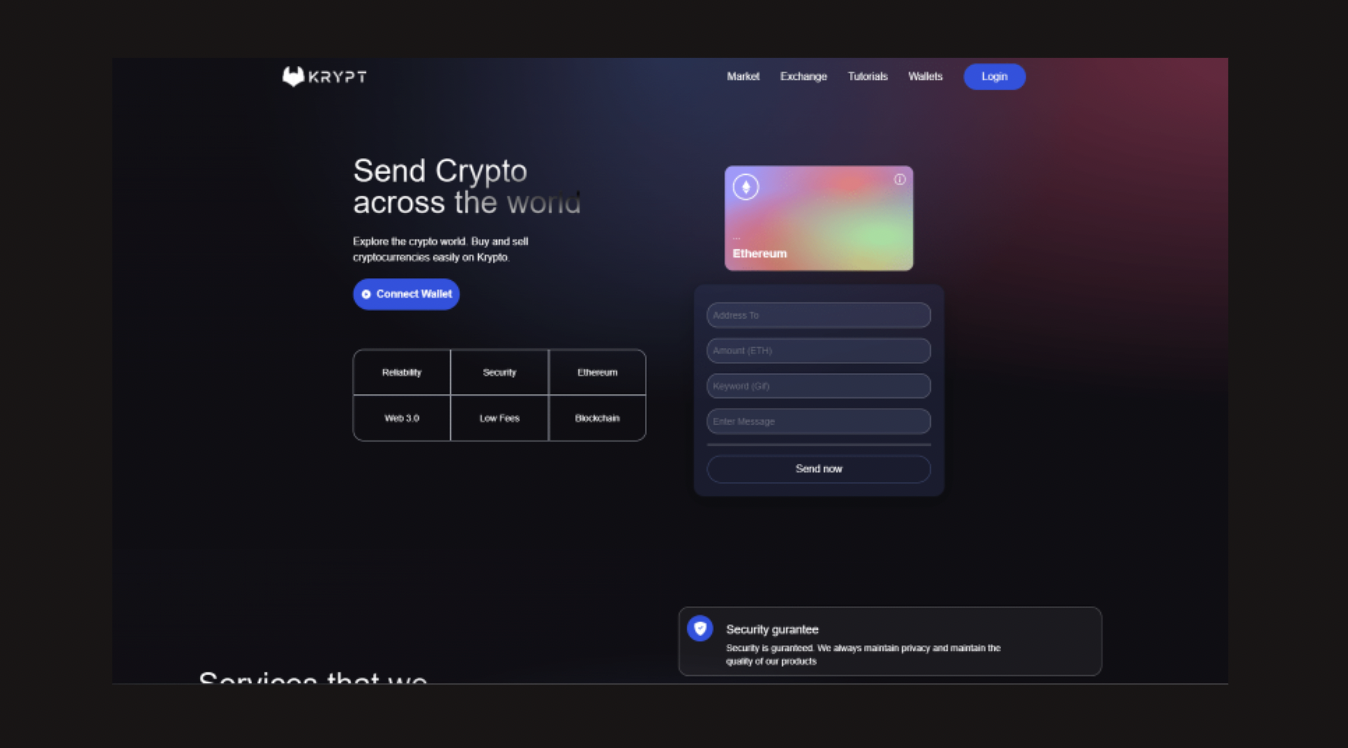 KRYPT
Market Exchange Tutorials Wallets Login
Send Crypto
across the world
Explore the crypto world. Buy and sell
cryptocurrencies easily on Krypto.
Connect Wallet
Reliability Security Ethereum
Web 3.0 Low Fees Blockchain
...
Ethereum
Address To
Amount (ETH)
Keyword (Gif)
Enter Message
Send now
Security gurantee
Security is guranteed. We always maintain privacy and maintain the
quality of our products
Services that we